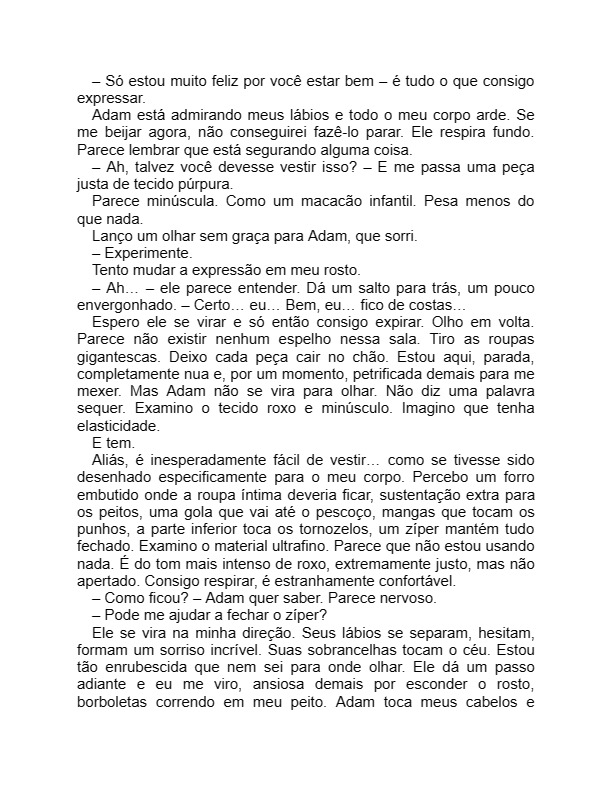 – Só estou muito feliz por você estar bem – é tudo o que consigo
expressar.
Adam está admirando meus lábios e todo o meu corpo arde. Se
me beijar agora, não conseguirei fazê-lo parar. Ele respira fundo.
Parece lembrar que está segurando alguma coisa.
– Ah, talvez você devesse vestir isso? – E me passa uma peça
justa de tecido púrpura.
Parece minúscula. Como um macacão infantil. Pesa menos do
que nada.
Lanço um olhar sem graça para Adam, que sorri.
– Experimente.
Tento mudar a expressão em meu rosto.
– Ah… – ele parece entender. Dá um salto para trás, um pouco
envergonhado. – Certo… eu… Bem, eu… fico de costas…
Espero ele se virar e só então consigo expirar. Olho em volta.
Parece não existir nenhum espelho nessa sala. Tiro as roupas
gigantescas. Deixo cada peça cair no chão. Estou aqui, parada,
completamente nua e, por um momento, petrificada demais para me
mexer. Mas Adam não se vira para olhar. Não diz uma palavra
sequer. Examino o tecido roxo e minúsculo. Imagino que tenha
elasticidade.
E tem.
Aliás, é inesperadamente fácil de vestir… como se tivesse sido
desenhado especificamente para o meu corpo. Percebo um forro
embutido onde a roupa íntima deveria ficar, sustentação extra para
os peitos, uma gola que vai até o pescoço, mangas que tocam os
punhos, a parte inferior toca os tornozelos, um zíper mantém tudo
fechado. Examino o material ultrafino. Parece que não estou usando
nada. É do tom mais intenso de roxo, extremamente justo, mas não
apertado. Consigo respirar, é estranhamente confortável.
– Como ficou? – Adam quer saber. Parece nervoso.
– Pode me ajudar a fechar o zíper?
Ele se vira na minha direção. Seus lábios se separam, hesitam,
formam um sorriso incrível. Suas sobrancelhas tocam o céu. Estou
tão enrubescida que nem sei para onde olhar. Ele dá um passo
adiante e eu me viro, ansiosa demais por esconder o rosto,
borboletas correndo em meu peito. Adam toca meus cabelos e